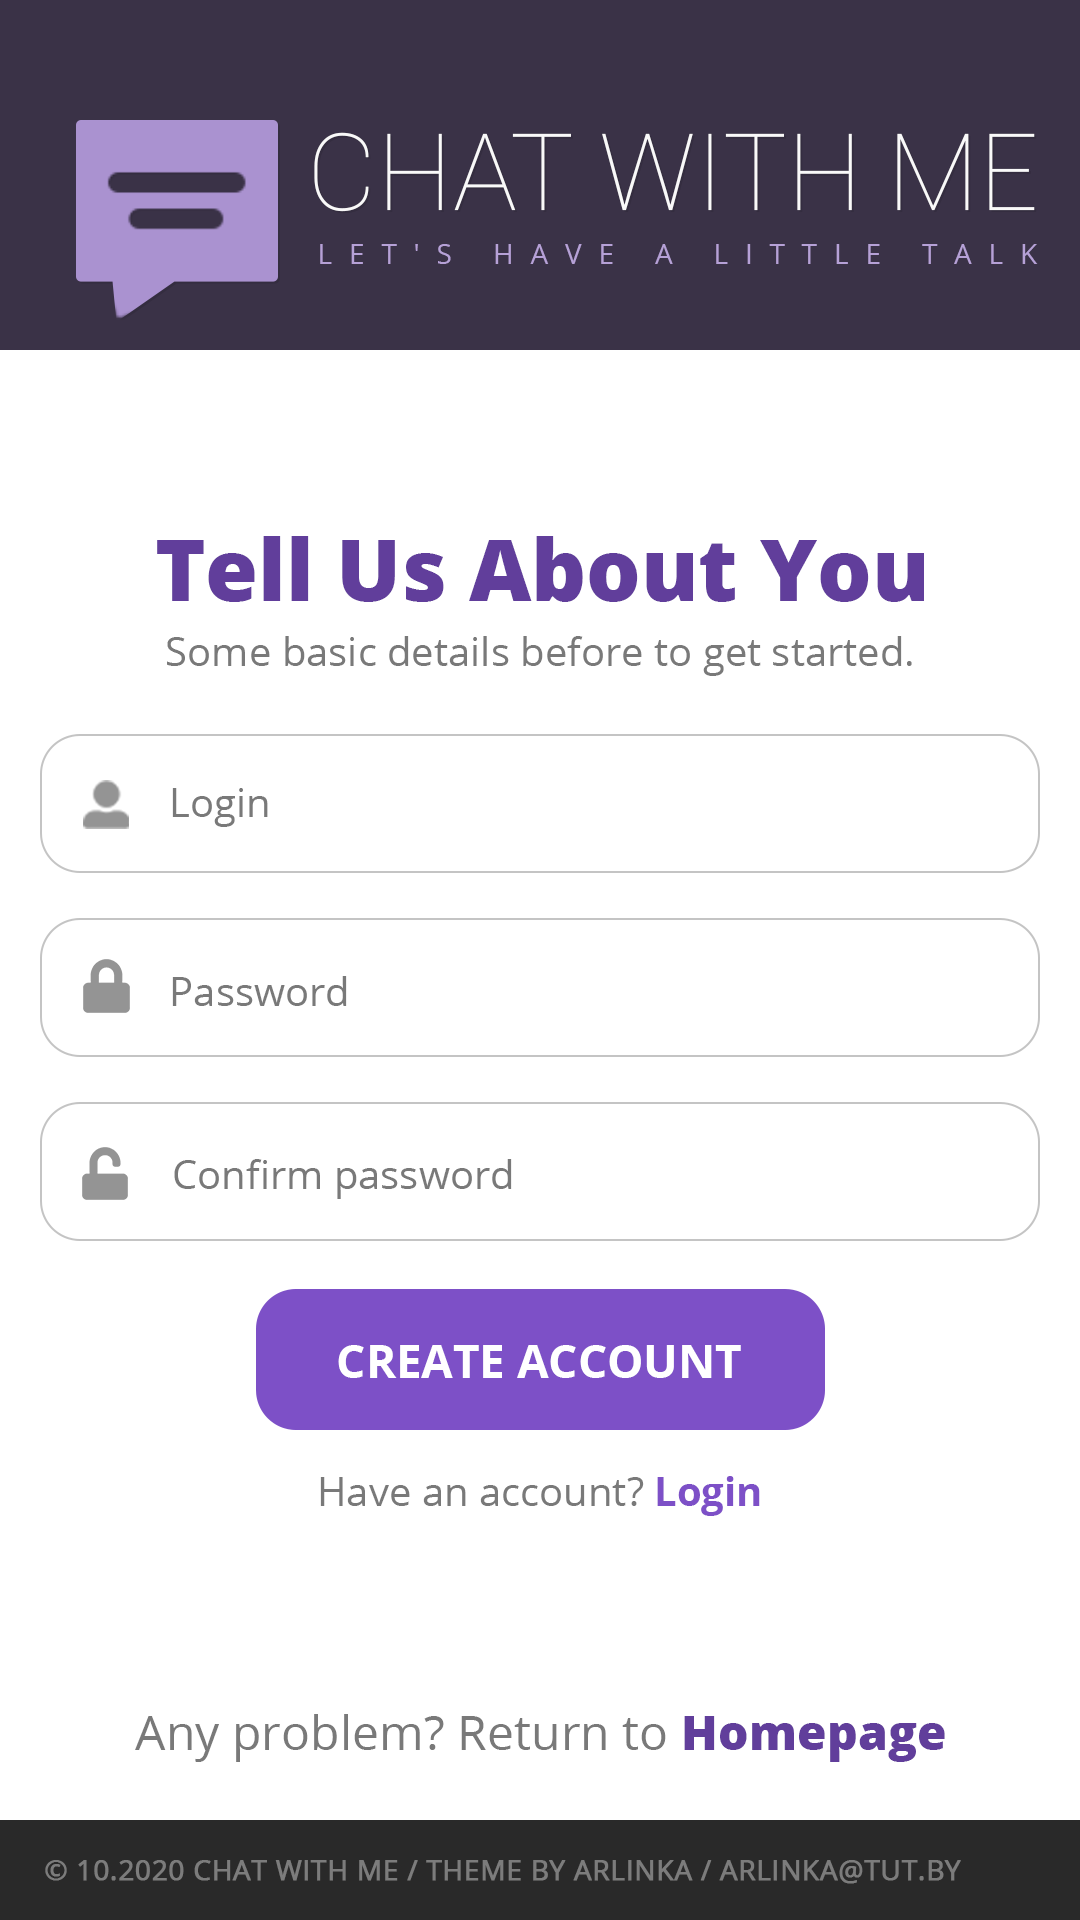 CHAT WITH ME
LET'S HAVE A LITTLE TALK
Tell Us About You
Some basic details before to get started.
Login
Password
Confirm password
CREATE ACCOUNT
Have an account? Login
Any problem? Return to Homepage
© 10.2020 CHAT WITH ME / THEME BY ARLINKA / ARLINKA@TUT.BY